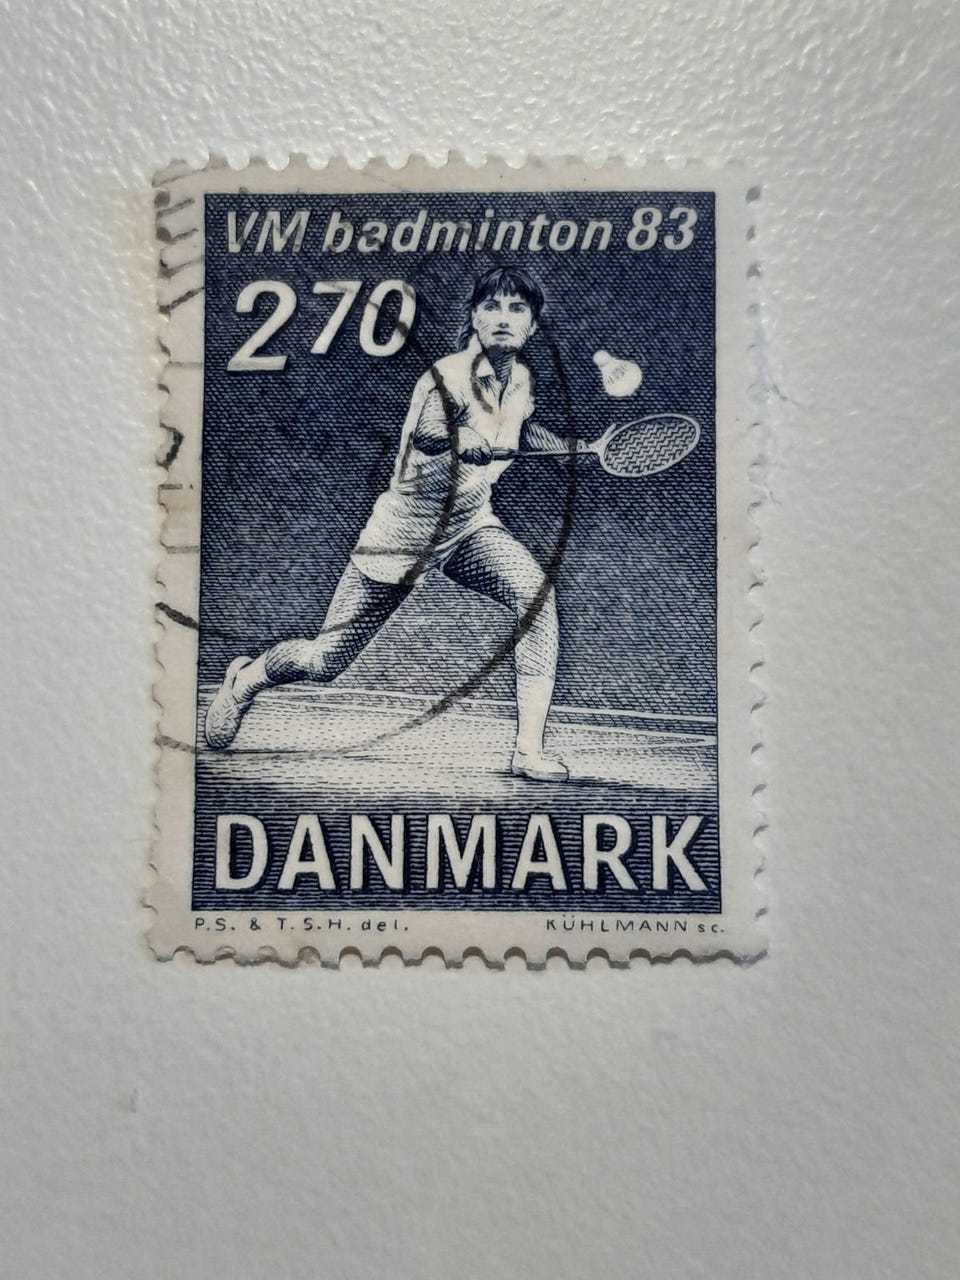 VM badminton 83
2 70
DANMARK
P.S. & T.S.H. del.
KÜHLMANN sc.